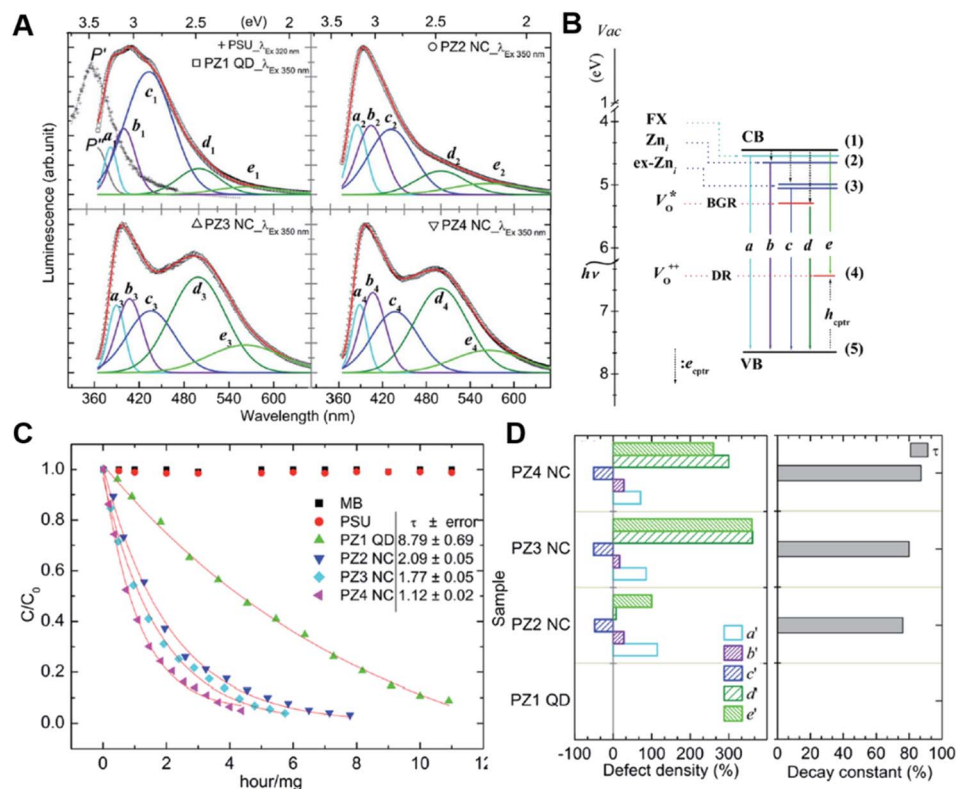 A
3.5 3 2.5 (eV) 2 3.5 3 2.5 2
+ PSU_λEx 320 nm
□ PZ1 QD_λEx 350 nm
P'
P''
a1 b1 c1 d1 e1
○ PZ2 NC_λEx 350 nm
a2 b2 c2 d2 e2
△ PZ3 NC_λEx 350 nm
a3 b3 c3 d3 e3
▽ PZ4 NC_λEx 350 nm
a4 b4 c4 d4 e4
Luminescence (arb.unit)
360 420 480 540 600 360 420 480 540 600
Wavelength (nm)
B
Vac
(eV)
1
4
5
6
hν
7
8
FX
Zni
ex-Zni
VO*
BGR
VO++
DR
CB
VB
(1)
(2)
(3)
(4)
(5)
a b c d e
hcptr
:ecptr
C
C/C0
1.0
0.8
0.6
0.4
0.2
0.0
MB
PSU τ ± error
PZ1 QD 8.79 ± 0.69
PZ2 NC 2.09 ± 0.05
PZ3 NC 1.77 ± 0.05
PZ4 NC 1.12 ± 0.02
0 2 4 6 8 10 12
hour/mg
D
Sample
PZ4 NC
PZ3 NC
PZ2 NC
PZ1 QD
a'
b'
c'
d'
e'
τ
-100 0 100 200 300
Defect density (%)
0 20 40 60 80 100
Decay constant (%)